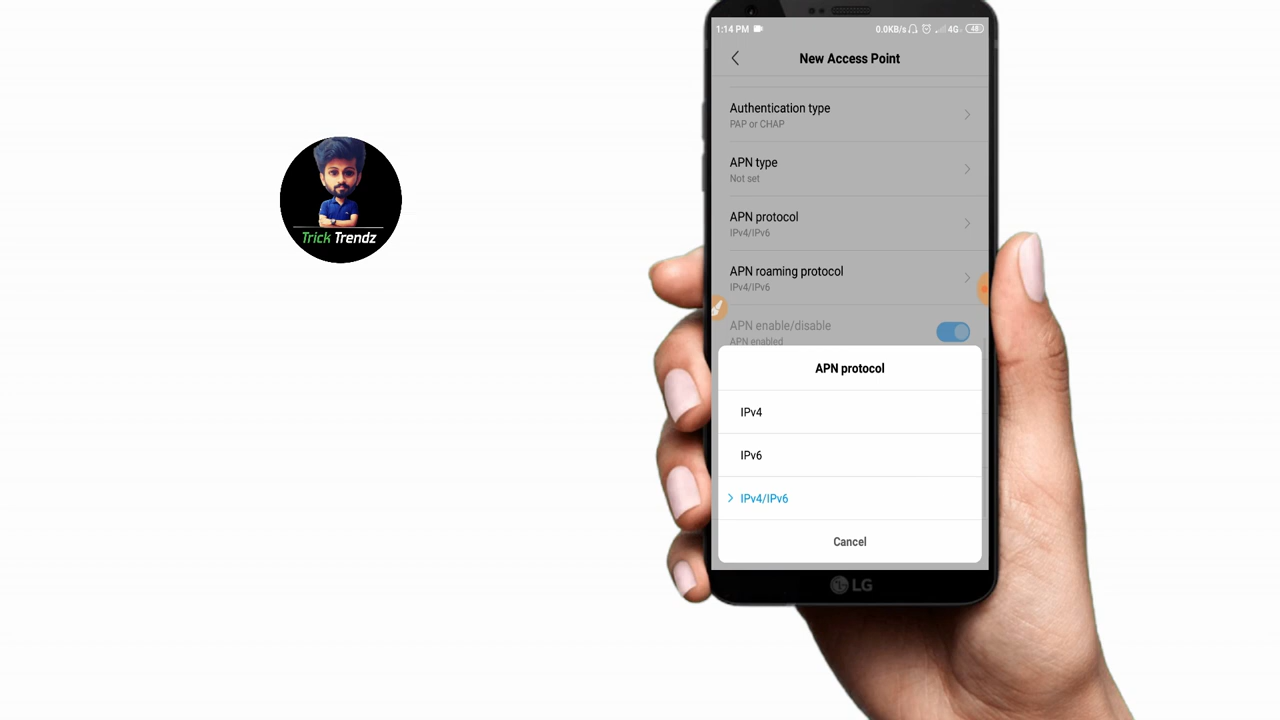 Trick Trendz
1:14 PM
0.0KB/s 4G 48
New Access Point
Authentication type
PAP or CHAP
APN type
Not set
APN protocol
IPv4/IPv6
APN roaming protocol
IPv4/IPv6
APN enable/disable
APN enabled
APN protocol
IPv4
IPv6
IPv4/IPv6
Cancel
LG